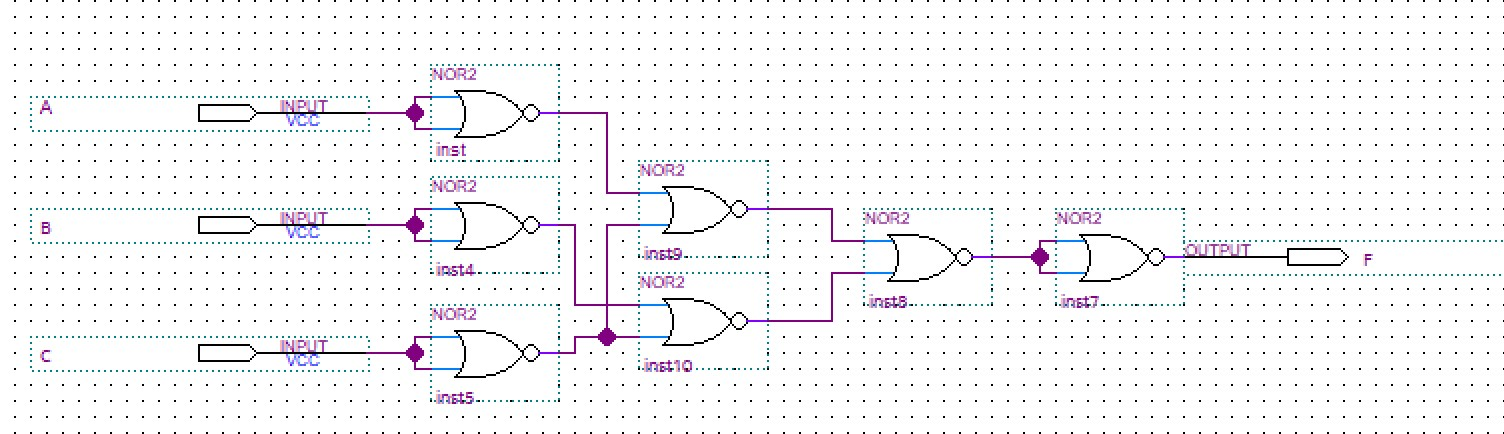 NOR2
A
INPUT
VCC
inst
NOR2
NOR2
B
INPUT
VCC
inst4
inst9
NOR2
NOR2
OUTPUT
F
NOR2
inst8
inst7
NOR2
C
INPUT
VCC
inst10
inst5